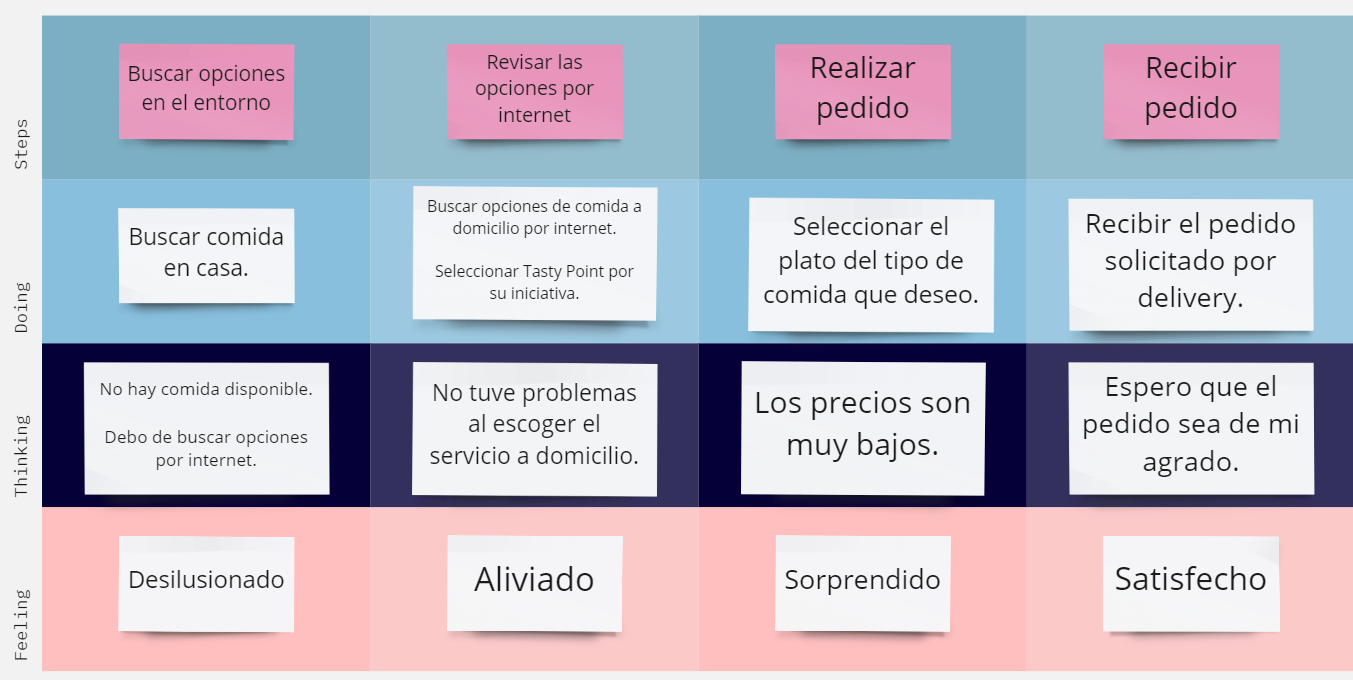 Steps
Buscar opciones
en el entorno
Revisar las
opciones por
internet
Realizar
pedido
Recibir
pedido
Doing
Buscar comida
en casa.
Buscar opciones de comida a
domicilio por internet.
Seleccionar Tasty Point por
su iniciativa.
Seleccionar el
plato del tipo de
comida que deseo.
Recibir el pedido
solicitado por
delivery.
Thinking
No hay comida disponible.
Debo de buscar opciones
por internet.
No tuve problemas
al escoger el
servicio a domicilio.
Los precios son
muy bajos.
Espero que el
pedido sea de mi
agrado.
Feeling
Desilusionado
Aliviado
Sorprendido
Satisfecho